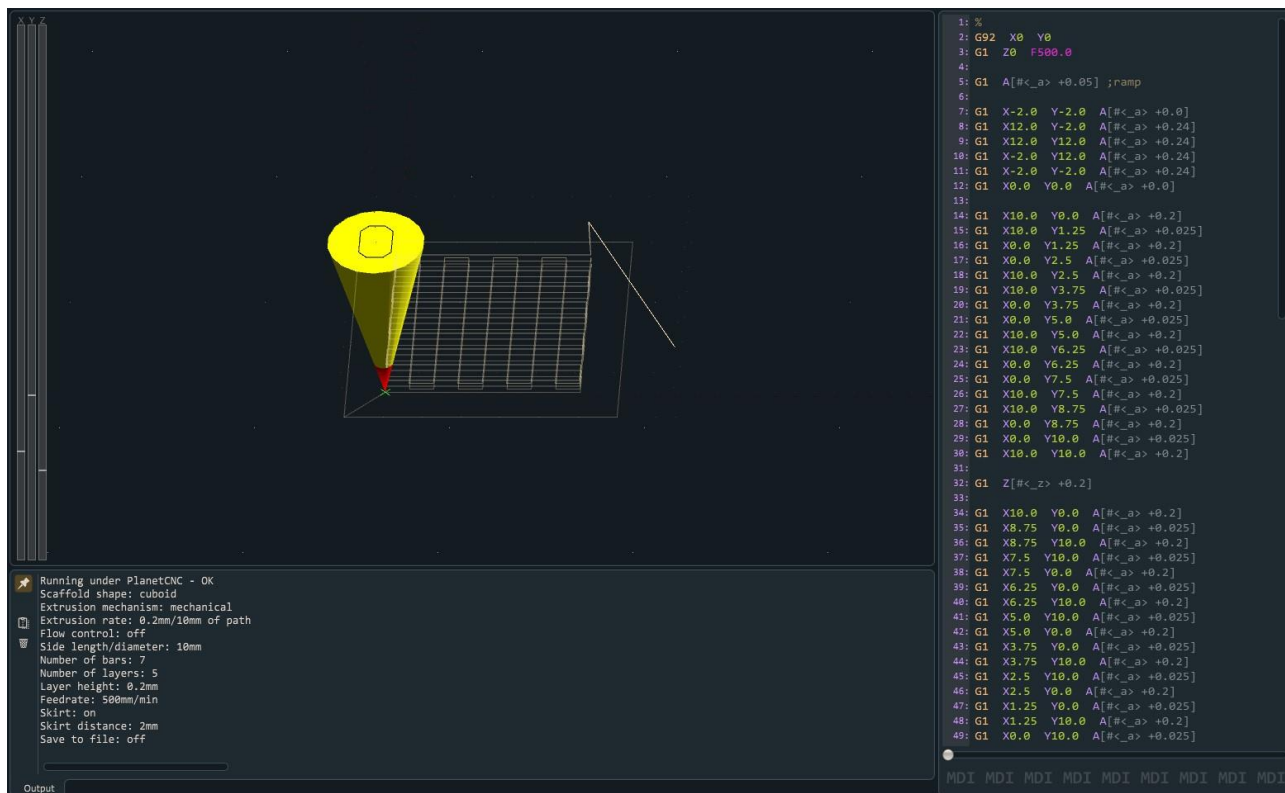 X Y Z
Running under PlanetCNC - OK
Scaffold shape: cuboid
Extrusion mechanism: mechanical
Extrusion rate: 0.2mm/10mm of path
Flow control: off
Side length/diameter: 10mm
Number of bars: 7
Number of layers: 5
Layer height: 0.2mm
Feedrate: 500mm/min
Skirt: on
Skirt distance: 2mm
Save to file: off
Output
1: %
2: G92 X0 Y0
3: G1 Z0 F500.0
4:
5: G1 A[#<_a> +0.05] ;ramp
6:
7: G1 X-2.0 Y-2.0 A[#<_a> +0.0]
8: G1 X12.0 Y-2.0 A[#<_a> +0.24]
9: G1 X12.0 Y12.0 A[#<_a> +0.24]
10: G1 X-2.0 Y12.0 A[#<_a> +0.24]
11: G1 X-2.0 Y-2.0 A[#<_a> +0.24]
12: G1 X0.0 Y0.0 A[#<_a> +0.0]
13:
14: G1 X10.0 Y0.0 A[#<_a> +0.2]
15: G1 X10.0 Y1.25 A[#<_a> +0.025]
16: G1 X0.0 Y1.25 A[#<_a> +0.2]
17: G1 X0.0 Y2.5 A[#<_a> +0.025]
18: G1 X10.0 Y2.5 A[#<_a> +0.2]
19: G1 X10.0 Y3.75 A[#<_a> +0.025]
20: G1 X0.0 Y3.75 A[#<_a> +0.2]
21: G1 X0.0 Y5.0 A[#<_a> +0.025]
22: G1 X10.0 Y5.0 A[#<_a> +0.2]
23: G1 X10.0 Y6.25 A[#<_a> +0.025]
24: G1 X0.0 Y6.25 A[#<_a> +0.2]
25: G1 X0.0 Y7.5 A[#<_a> +0.025]
26: G1 X10.0 Y7.5 A[#<_a> +0.2]
27: G1 X10.0 Y8.75 A[#<_a> +0.025]
28: G1 X0.0 Y8.75 A[#<_a> +0.2]
29: G1 X0.0 Y10.0 A[#<_a> +0.025]
30: G1 X10.0 Y10.0 A[#<_a> +0.2]
31:
32: G1 Z[#<_z> +0.2]
33:
34: G1 X10.0 Y0.0 A[#<_a> +0.2]
35: G1 X8.75 Y0.0 A[#<_a> +0.025]
36: G1 X8.75 Y10.0 A[#<_a> +0.2]
37: G1 X7.5 Y10.0 A[#<_a> +0.025]
38: G1 X7.5 Y0.0 A[#<_a> +0.2]
39: G1 X6.25 Y0.0 A[#<_a> +0.025]
40: G1 X6.25 Y10.0 A[#<_a> +0.2]
41: G1 X5.0 Y10.0 A[#<_a> +0.025]
42: G1 X5.0 Y0.0 A[#<_a> +0.2]
43: G1 X3.75 Y0.0 A[#<_a> +0.025]
44: G1 X3.75 Y10.0 A[#<_a> +0.2]
45: G1 X2.5 Y10.0 A[#<_a> +0.025]
46: G1 X2.5 Y0.0 A[#<_a> +0.2]
47: G1 X1.25 Y0.0 A[#<_a> +0.025]
48: G1 X1.25 Y10.0 A[#<_a> +0.2]
49: G1 X0.0 Y10.0 A[#<_a> +0.025]
MDI MDI MDI MDI MDI MDI MDI MDI MDI